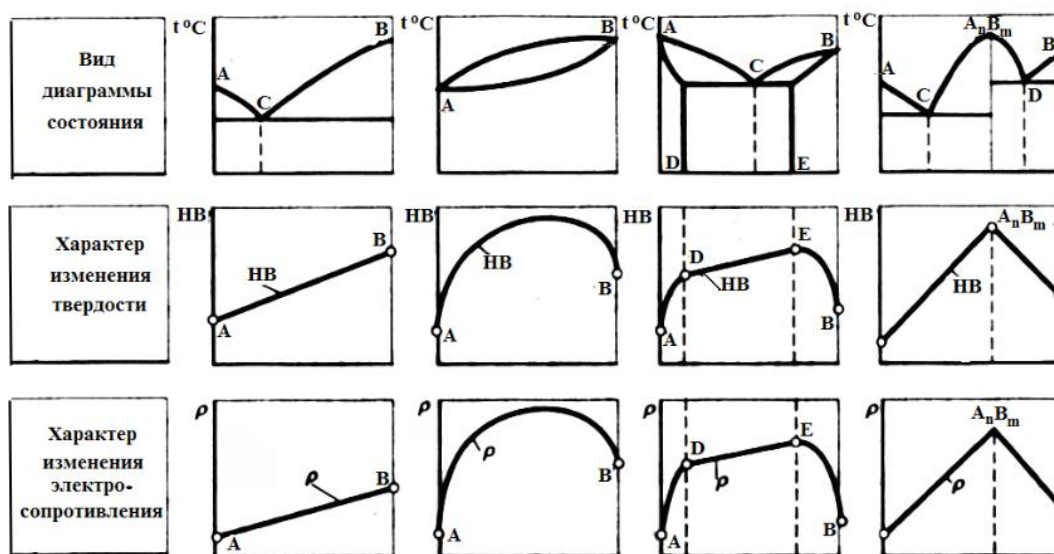 Вид
диаграммы
состояния
t °C
A
C
B
t °C
A
B
t °C
A
C
B
D
E
t °C
A
C
AnBm
D
B
Характер
изменения
твердости
HB
A
HB
B
HB
A
HB
B
HB
A
D
HB
E
B
HB
HB
AnBm
Характер
изменения
электро-
сопротивления
ρ
A
ρ
B
ρ
A
ρ
B
ρ
A
D
ρ
E
B
ρ
ρ
AnBm